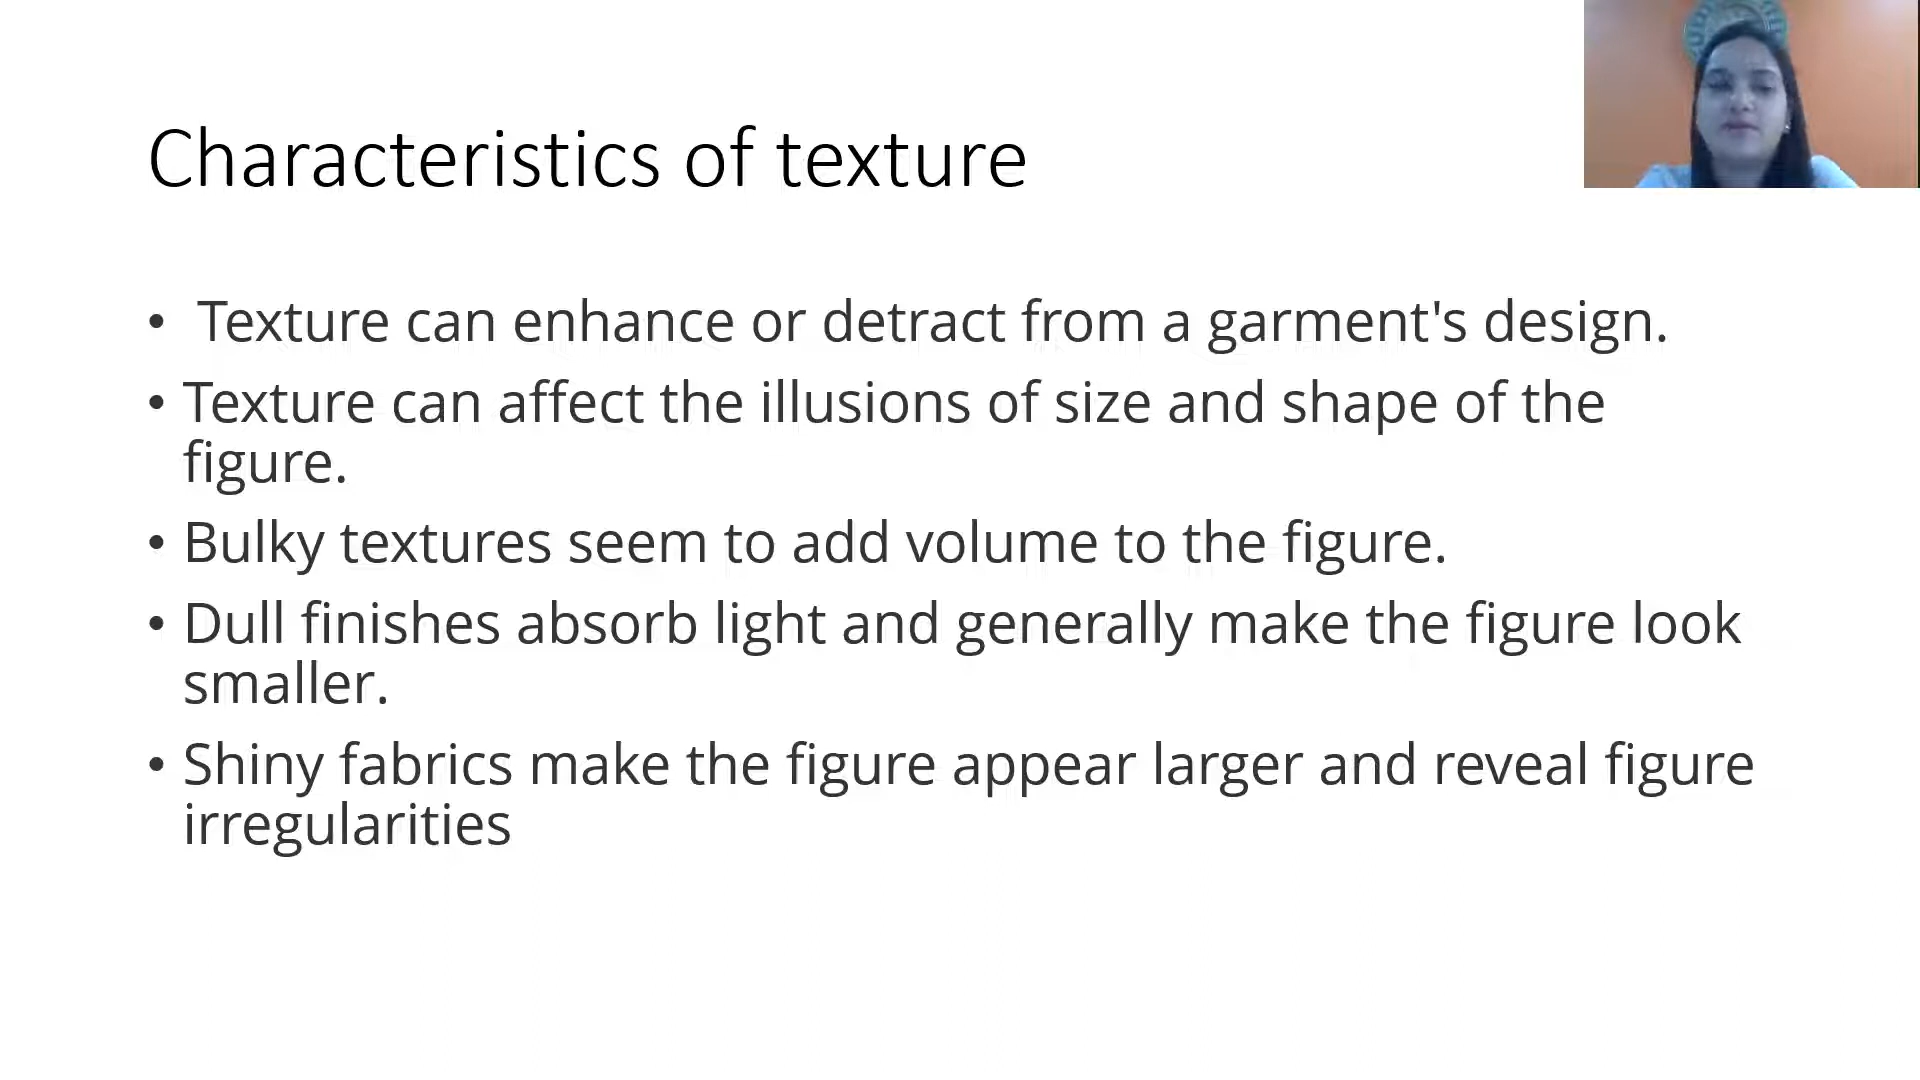 Characteristics of texture
• Texture can enhance or detract from a garment's design.
• Texture can affect the illusions of size and shape of the
figure.
• Bulky textures seem to add volume to the figure.
• Dull finishes absorb light and generally make the figure look
smaller.
• Shiny fabrics make the figure appear larger and reveal figure
irregularities